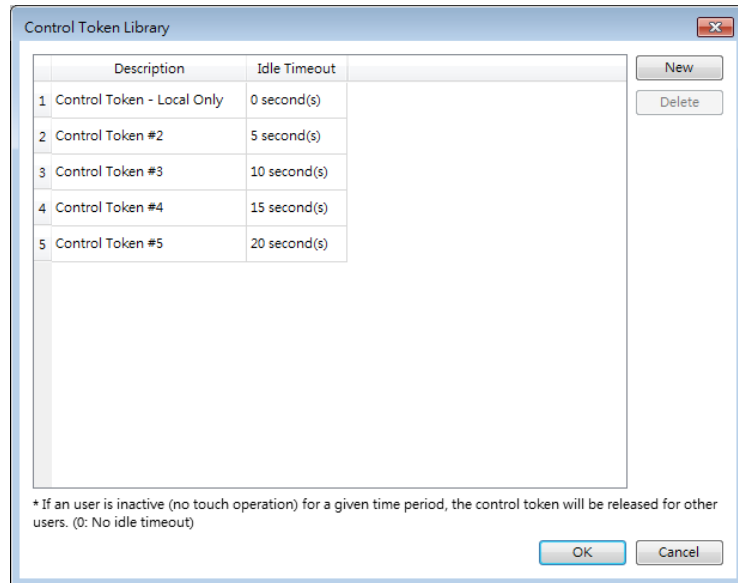 Control Token Library
Description Idle Timeout New
1 Control Token - Local Only 0 second(s) Delete
2 Control Token #2 5 second(s)
3 Control Token #3 10 second(s)
4 Control Token #4 15 second(s)
5 Control Token #5 20 second(s)
* If an user is inactive (no touch operation) for a given time period, the control token will be released for other
users. (0: No idle timeout)
OK Cancel